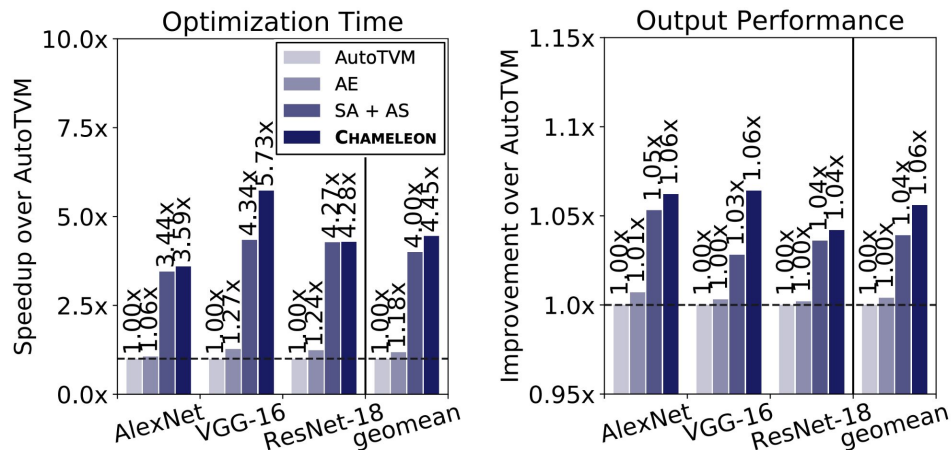 Optimization Time
Speedup over AutoTVM
10.0x
7.5x
5.0x
2.5x
0.0x
AutoTVM
AE
SA + AS
CHAMELEON
1.00x
1.06x
3.44x
3.59x
1.00x
1.27x
4.34x
5.73x
1.00x
1.24x
4.27x
4.28x
1.00x
1.18x
4.00x
4.45x
AlexNet
VGG-16
ResNet-18
geomean
Output Performance
Improvement over AutoTVM
1.15x
1.10x
1.05x
1.0x
0.95x
1.00x
1.01x
1.05x
1.06x
1.00x
1.00x
1.03x
1.06x
1.00x
1.00x
1.04x
1.04x
1.00x
1.00x
1.04x
1.06x
AlexNet
VGG-16
ResNet-18
geomean